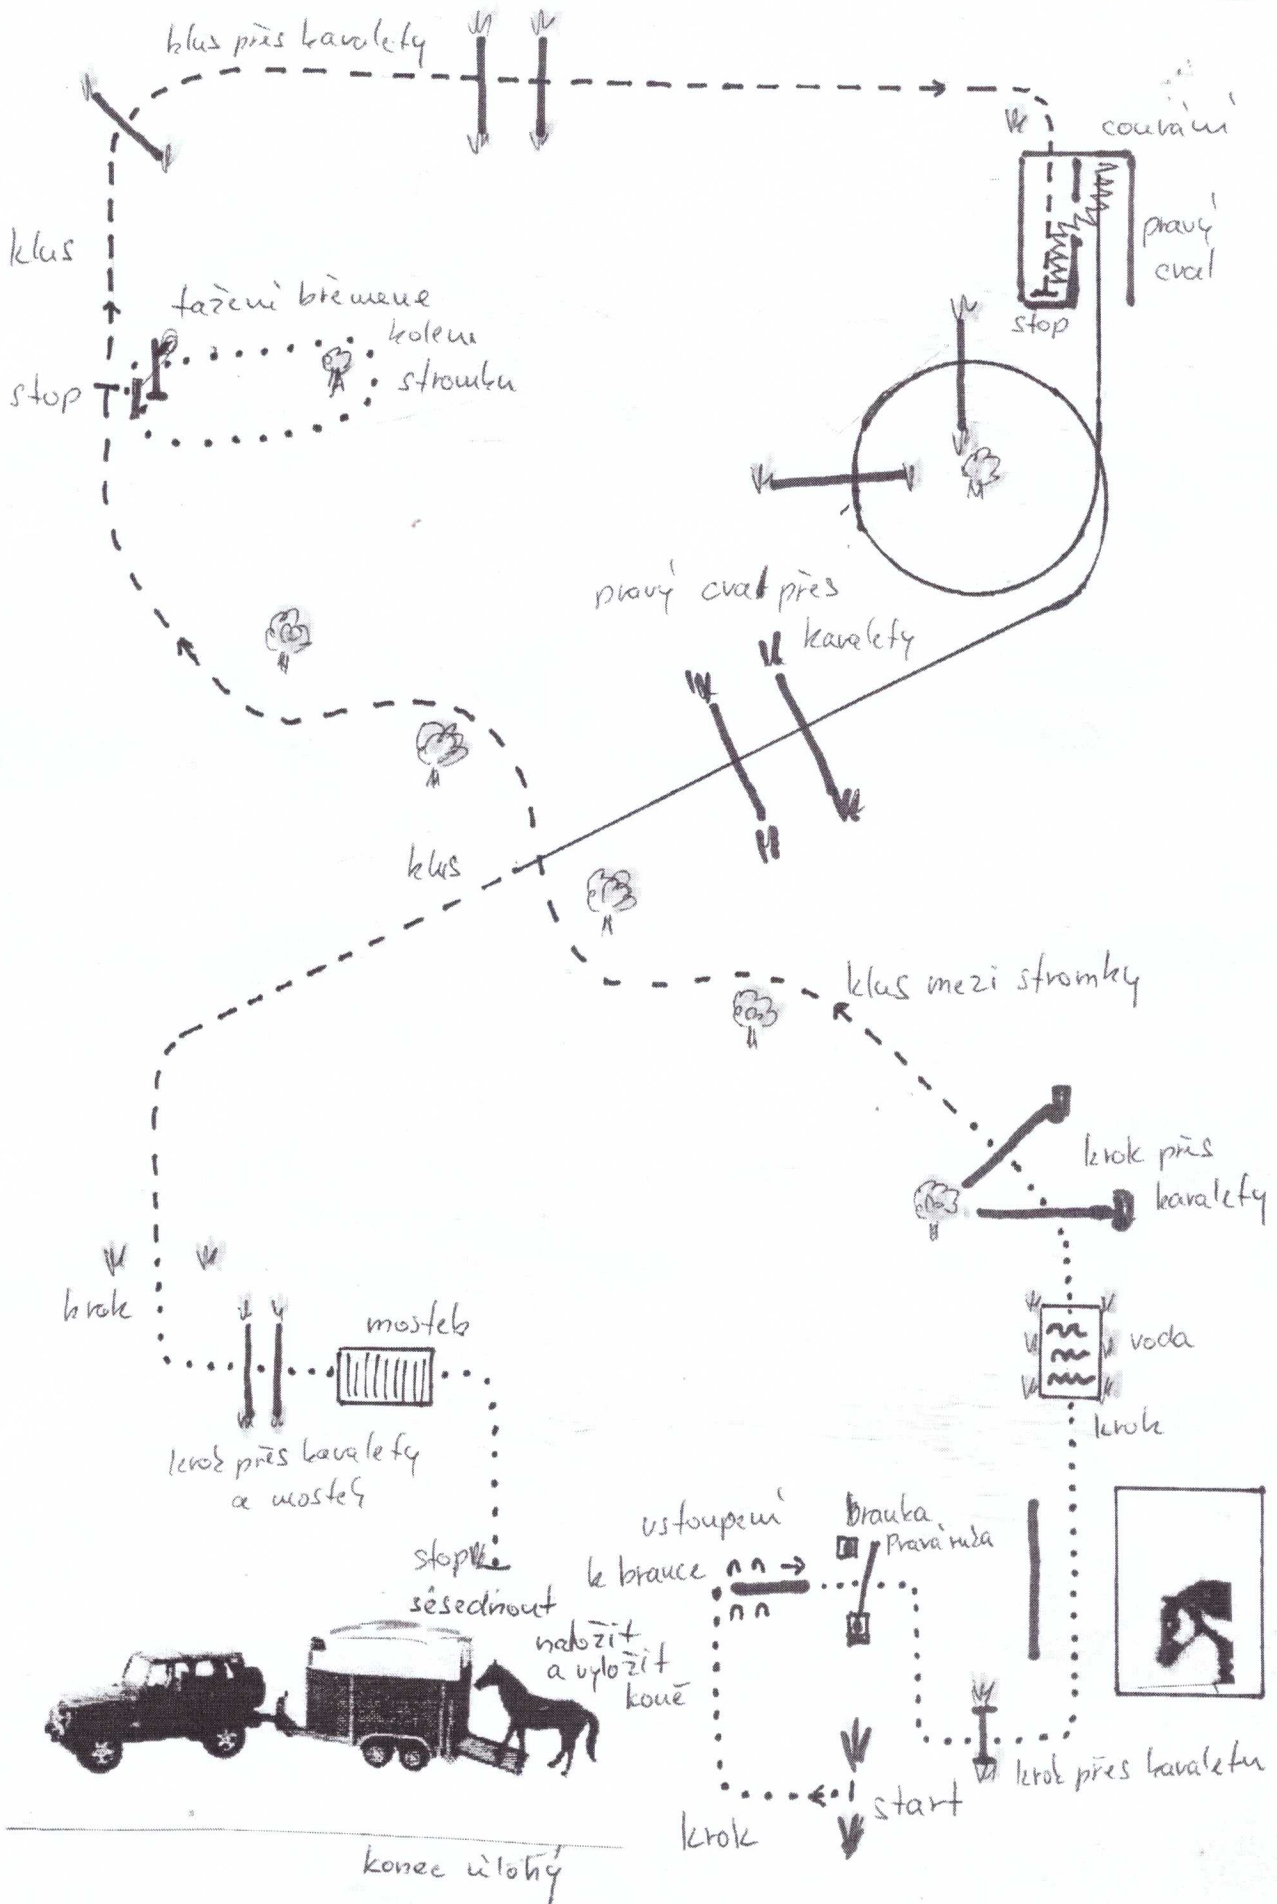 klus přes kavalety
couvání
pravý
cval
stop
klus
tažení břemene
kolem
stromku
stop
pravý cval přes
kavalety
klus
klus mezi stromky
krok přes
kavalety
voda
krok
krok
mostek
krok přes kavalety
a mostek
vstoupení
k brance
branka
Pravá ruka
stop
sesednout
naložit
a vyložit
koně
krok přes kavaletu
start
krok
konec úlohy